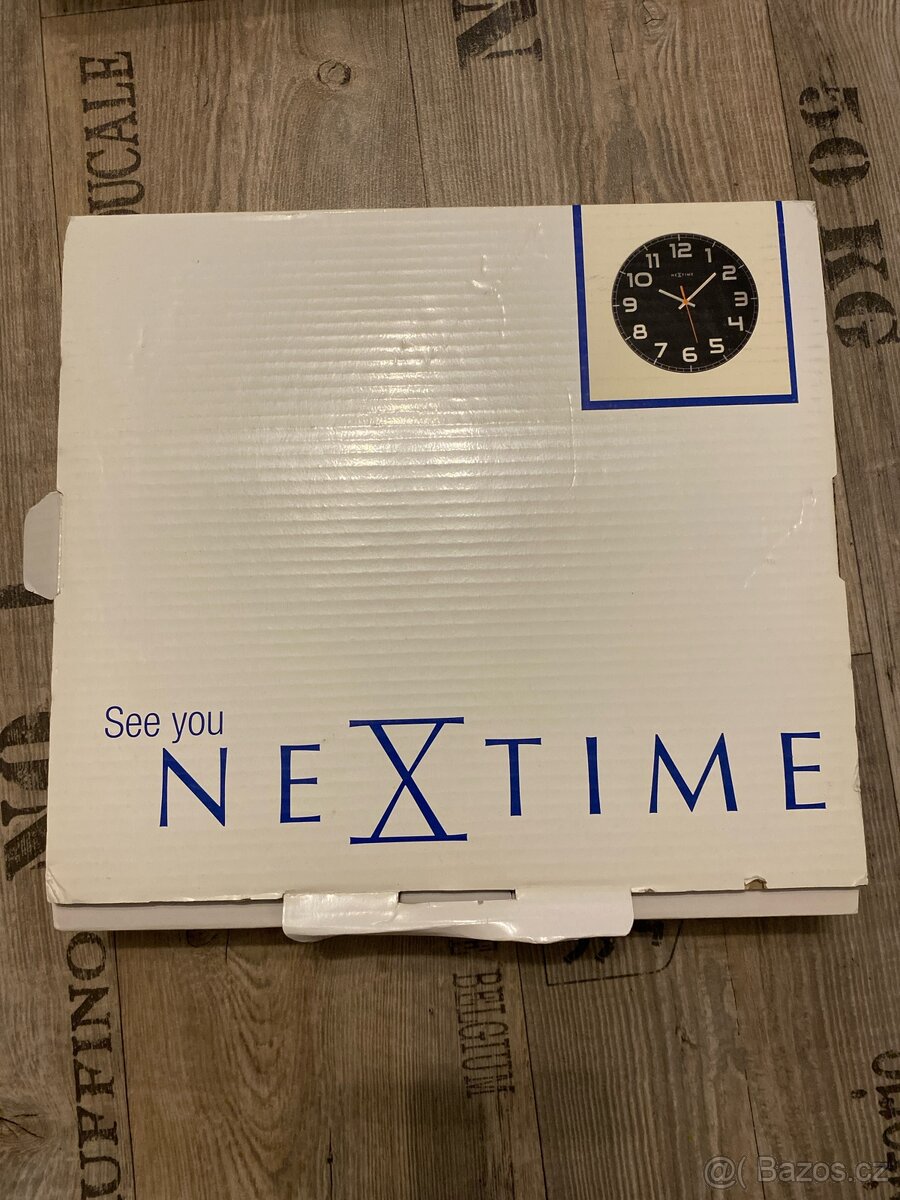 DUCALE
N
50 KG
12
1
2
3
4
5
6
7
8
9
10
11
NEXTIME
See you
NEXTIME
BELGIUM
@( Bazos.cz